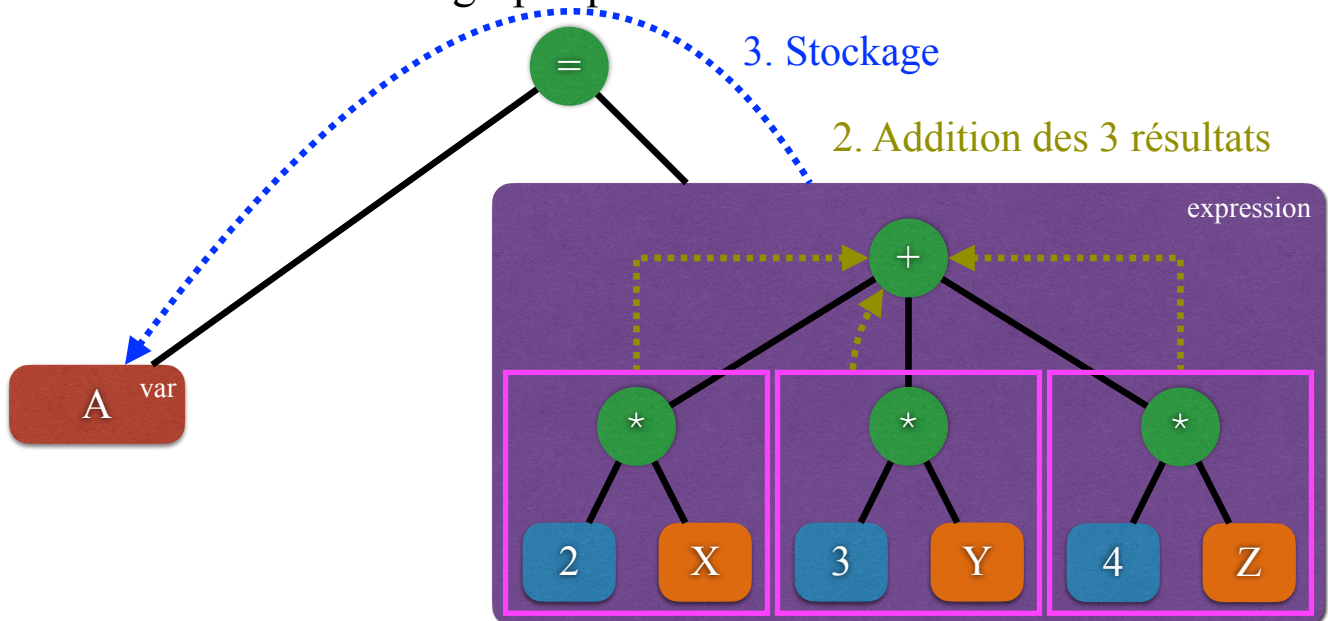 =
3. Stockage
2. Addition des 3 résultats
expression
+
A var
* * *
2 X 3 Y 4 Z